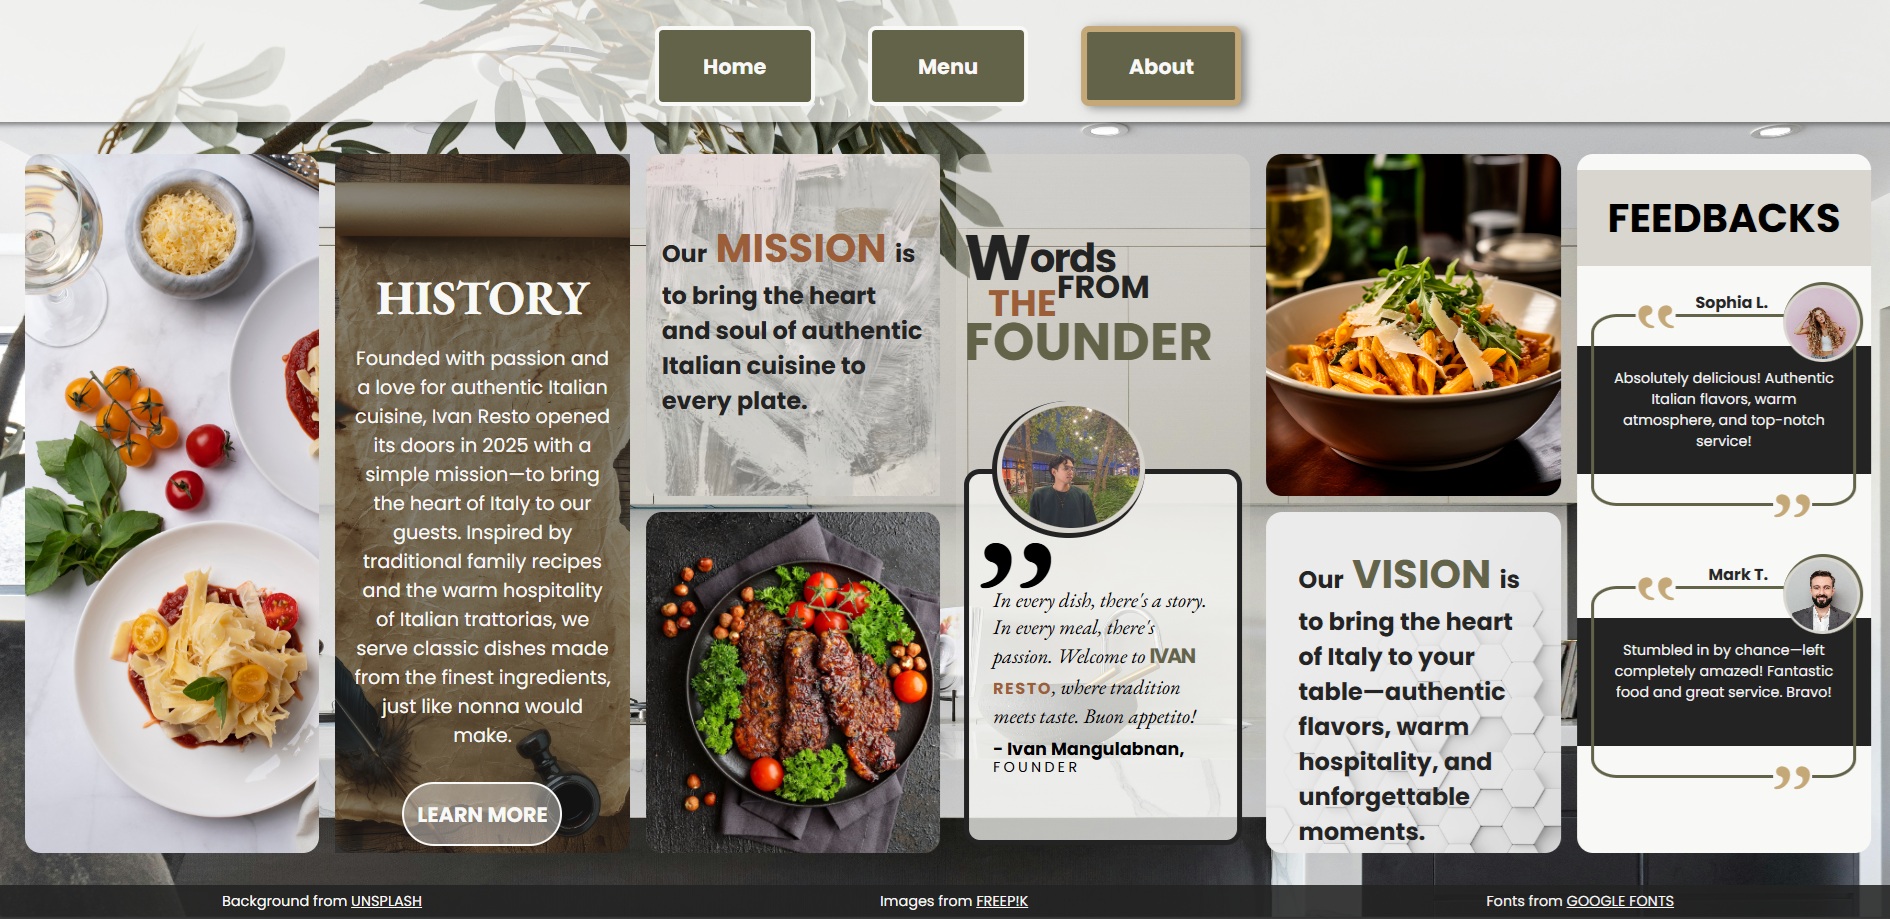 Home
Menu
About
HISTORY
Founded with passion and
a love for authentic Italian
cuisine, Ivan Resto opened
its doors in 2025 with a
simple mission—to bring
the heart of Italy to our
guests. Inspired by
traditional family recipes
and the warm hospitality
of Italian trattorias, we
serve classic dishes made
from the finest ingredients,
just like nonna would
make.
LEARN MORE
Our MISSION is
to bring the heart
and soul of authentic
Italian cuisine to
every plate.
Words
FROM
THE
FOUNDER
”
In every dish, there's a story.
In every meal, there's
passion. Welcome to IVAN
RESTO, where tradition
meets taste. Buon appetito!
- Ivan Mangulabnan,
FOUNDER
Our VISION is
to bring the heart
of Italy to your
table—authentic
flavors, warm
hospitality, and
unforgettable
moments.
FEEDBACKS
“ Sophia L.
Absolutely delicious! Authentic
Italian flavors, warm
atmosphere, and top-notch
service!
”
“ Mark T.
Stumbled in by chance—left
completely amazed! Fantastic
food and great service. Bravo!
”
Background from UNSPLASH
Images from FREEP!K
Fonts from GOOGLE FONTS